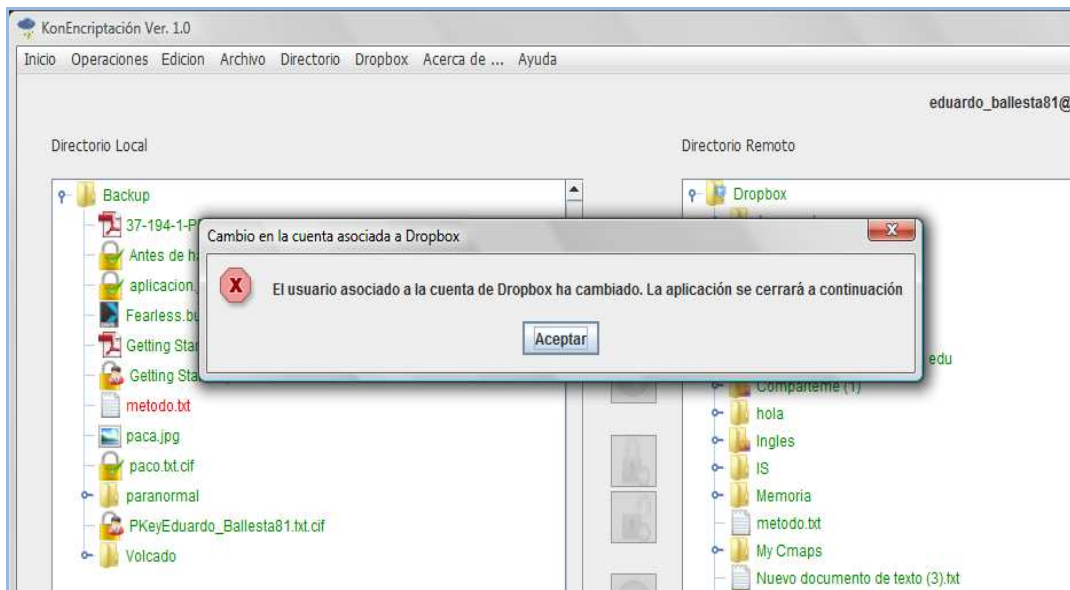 KonEncriptación Ver. 1.0
Inicio Operaciones Edicion Archivo Directorio Dropbox Acerca de ... Ayuda
eduardo_ballesta81@
Directorio Local
Directorio Remoto
Backup
Dropbox
37-194-1-P
Cambio en la cuenta asociada a Dropbox
El usuario asociado a la cuenta de Dropbox ha cambiado. La aplicación se cerrará a continuación
Aceptar
Antes de h
aplicacion.
Fearless.bu
Getting Star
Getting Sta
metodo.txt
paca.jpg
paco.txt.cif
paranormal
PKeyEduardo_Ballesta81.txt.cif
Volcado
edu
Comparteme (1)
hola
Ingles
IS
Memoria
metodo.txt
My Cmaps
Nuevo documento de texto (3).txt